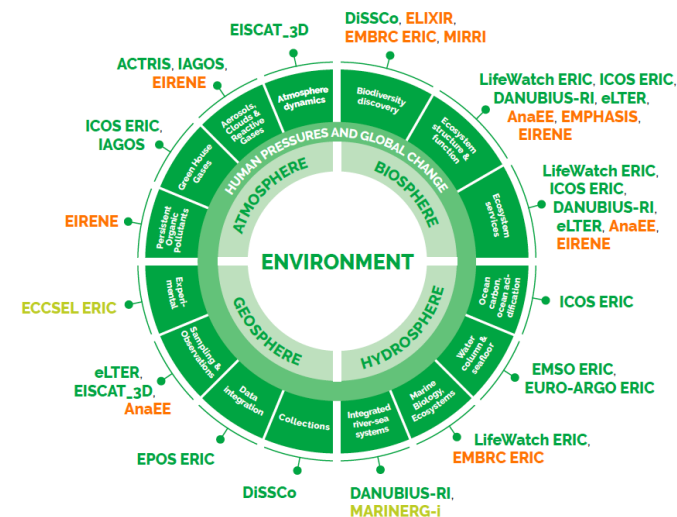 EISCAT_3D
DiSSCo, ELIXIR,
EMBRC ERIC, MIRRI
ACTRIS, IAGOS,
EIRENE
LifeWatch ERIC, ICOS ERIC,
DANUBIUS-RI, eLTER,
AnaEE, EMPHASIS,
EIRENE
ICOS ERIC,
IAGOS
LifeWatch ERIC,
ICOS ERIC,
DANUBIUS-RI,
eLTER, AnaEE,
EIRENE
EIRENE
ECCSEL ERIC
ICOS ERIC
eLTER,
EISCAT_3D,
AnaEE
EMSO ERIC,
EURO-ARGO ERIC
EPOS ERIC
LifeWatch ERIC,
EMBRC ERIC
DiSSCo
DANUBIUS-RI,
MARINERG-i
Atmosphere
dynamics
Biodiversity
discovery
Aerosols,
Clouds &
Reactive
Gases
Ecosystem
structure &
function
Green House
Gases
Ecosystem
services
Persistent
Organic
Pollutants
Experi-
mental
Ocean
carbon,
ocean aci-
dification
Sampling &
Observations
Water
column &
seafloor
Data
integration
Marine
Biology,
Ecosystems
Collections
Integrated
river-sea
systems
HUMAN PRESSURES AND GLOBAL CHANGE
ATMOSPHERE
BIOSPHERE
ENVIRONMENT
GEOSPHERE
HYDROSPHERE